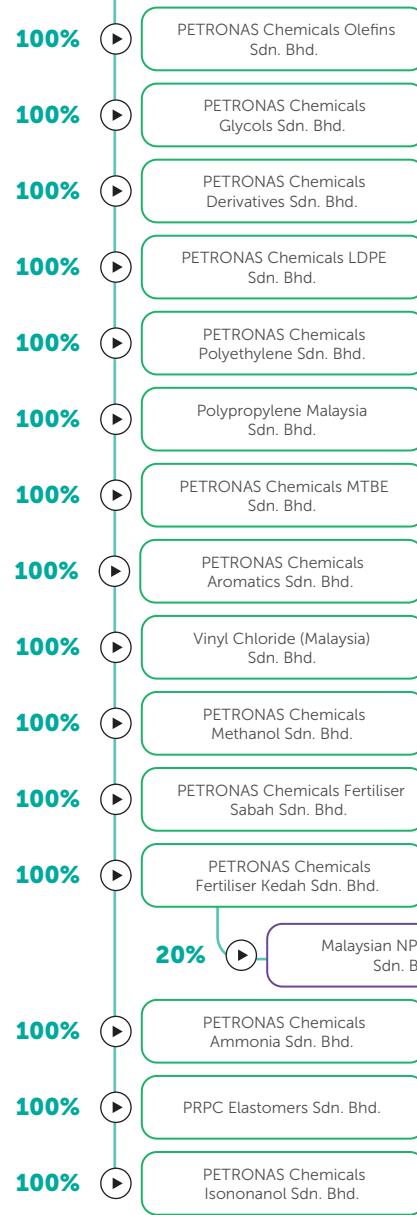 100%
PETRONAS Chemicals Olefins
Sdn. Bhd.
100%
PETRONAS Chemicals
Glycols Sdn. Bhd.
100%
PETRONAS Chemicals
Derivatives Sdn. Bhd.
100%
PETRONAS Chemicals LDPE
Sdn. Bhd.
100%
PETRONAS Chemicals
Polyethylene Sdn. Bhd.
100%
Polypropylene Malaysia
Sdn. Bhd.
100%
PETRONAS Chemicals MTBE
Sdn. Bhd.
100%
PETRONAS Chemicals
Aromatics Sdn. Bhd.
100%
Vinyl Chloride (Malaysia)
Sdn. Bhd.
100%
PETRONAS Chemicals
Methanol Sdn. Bhd.
100%
PETRONAS Chemicals Fertiliser
Sabah Sdn. Bhd.
100%
PETRONAS Chemicals
Fertiliser Kedah Sdn. Bhd.
20%
Malaysian NP
Sdn. B
100%
PETRONAS Chemicals
Ammonia Sdn. Bhd.
100%
PRPC Elastomers Sdn. Bhd.
100%
PETRONAS Chemicals
Isononanol Sdn. Bhd.